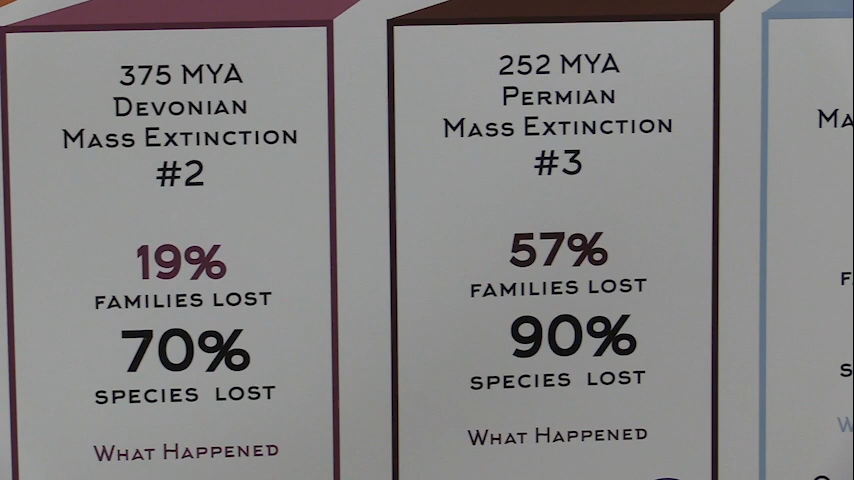 375 MYA
Devonian
Mass Extinction
#2
19%
Families Lost
70%
Species Lost
What Happened
252 MYA
Permian
Mass Extinction
#3
57%
Families Lost
90%
Species Lost
What Happened